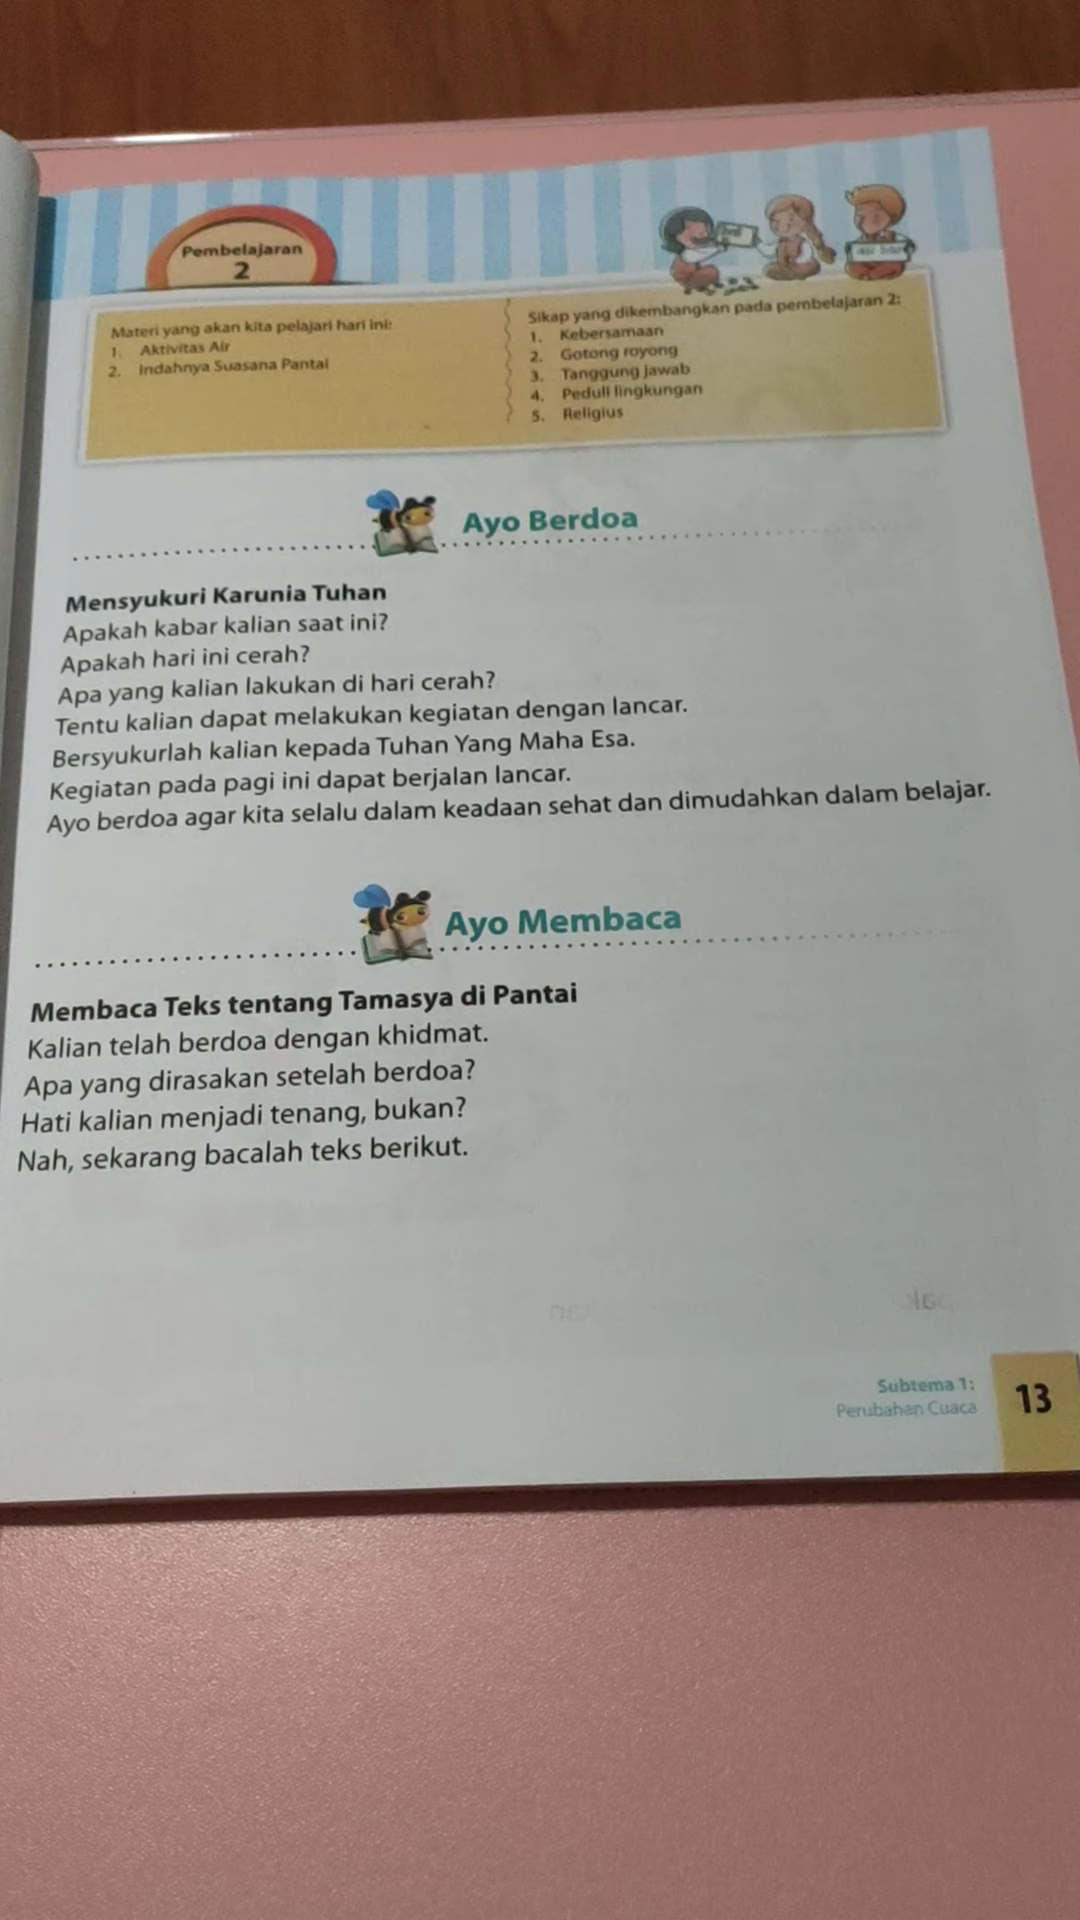 Pembelajaran
2
Materi yang akan kita pelajari hari ini:
1. Aktivitas Air
2. Indahnya Suasana Pantai
Sikap yang dikembangkan pada pembelajaran 2:
1. Kebersamaan
2. Gotong royong
3. Tanggung jawab
4. Peduli lingkungan
5. Religius
Ayo Berdoa
Mensyukuri Karunia Tuhan
Apakah kabar kalian saat ini?
Apakah hari ini cerah?
Apa yang kalian lakukan di hari cerah?
Tentu kalian dapat melakukan kegiatan dengan lancar.
Bersyukurlah kalian kepada Tuhan Yang Maha Esa.
Kegiatan pada pagi ini dapat berjalan lancar.
Ayo berdoa agar kita selalu dalam keadaan sehat dan dimudahkan dalam belajar.
Ayo Membaca
Membaca Teks tentang Tamasya di Pantai
Kalian telah berdoa dengan khidmat.
Apa yang dirasakan setelah berdoa?
Hati kalian menjadi tenang, bukan?
Nah, sekarang bacalah teks berikut.
Subtema 1:
Perubahan Cuaca
13